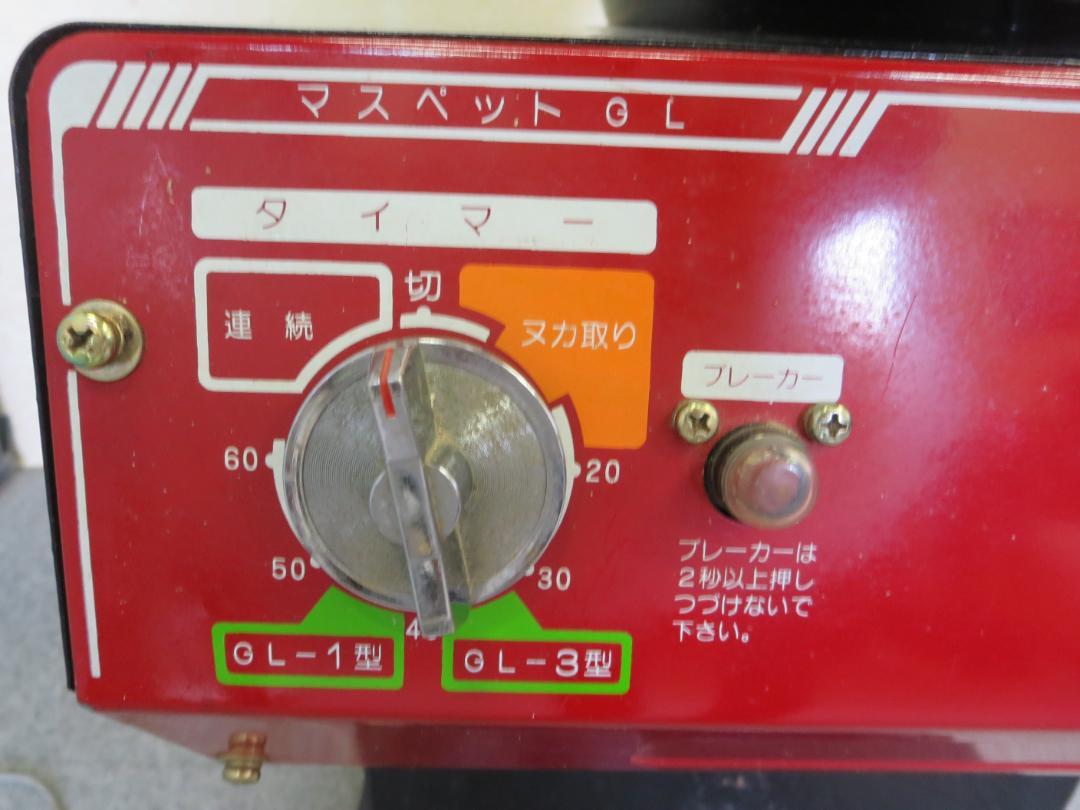 マスペットGL
タイマー
切
連続
ヌカ取り
ブレーカー
60
20
50
30
ブレーカーは
2秒以上押し
つづけないで
下さい。
GL-1型
GL-3型